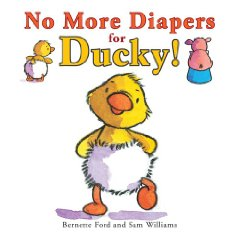 No More Diapers
for
Ducky!
Bernette Ford and Sam Williams